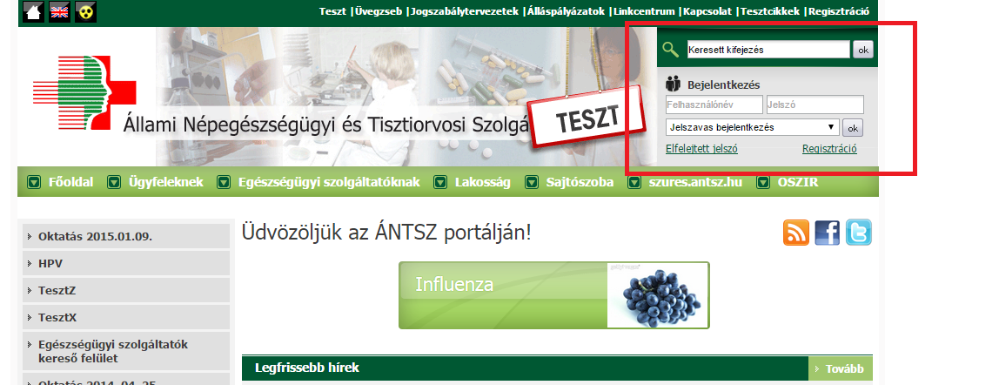 Teszt | Üvegzseb | Jogszabálytervezetek | Álláspályázatok | Linkcentrum | Kapcsolat | Tesztcikkek | Regisztráció
Keresett kifejezés ok
Állami Népegészségügyi és Tisztiorvosi Szolgá
TESZT
Bejelentkezés
Felhasználónév Jelszó
Jelszavas bejelentkezés ok
Elfelejtett jelszó Regisztráció
Főoldal Ügyfeleknek Egészségügyi szolgáltatóknak Lakosság Sajtószoba szures.antsz.hu OSZIR
Oktatás 2015.01.09.
HPV
TesztZ
TesztX
Egészségügyi szolgáltatók
kereső felület
Oktatás 2014. 04. 25.
Üdvözöljük az ÁNTSZ portálján!
Influenza
Legfrissebb hírek Tovább